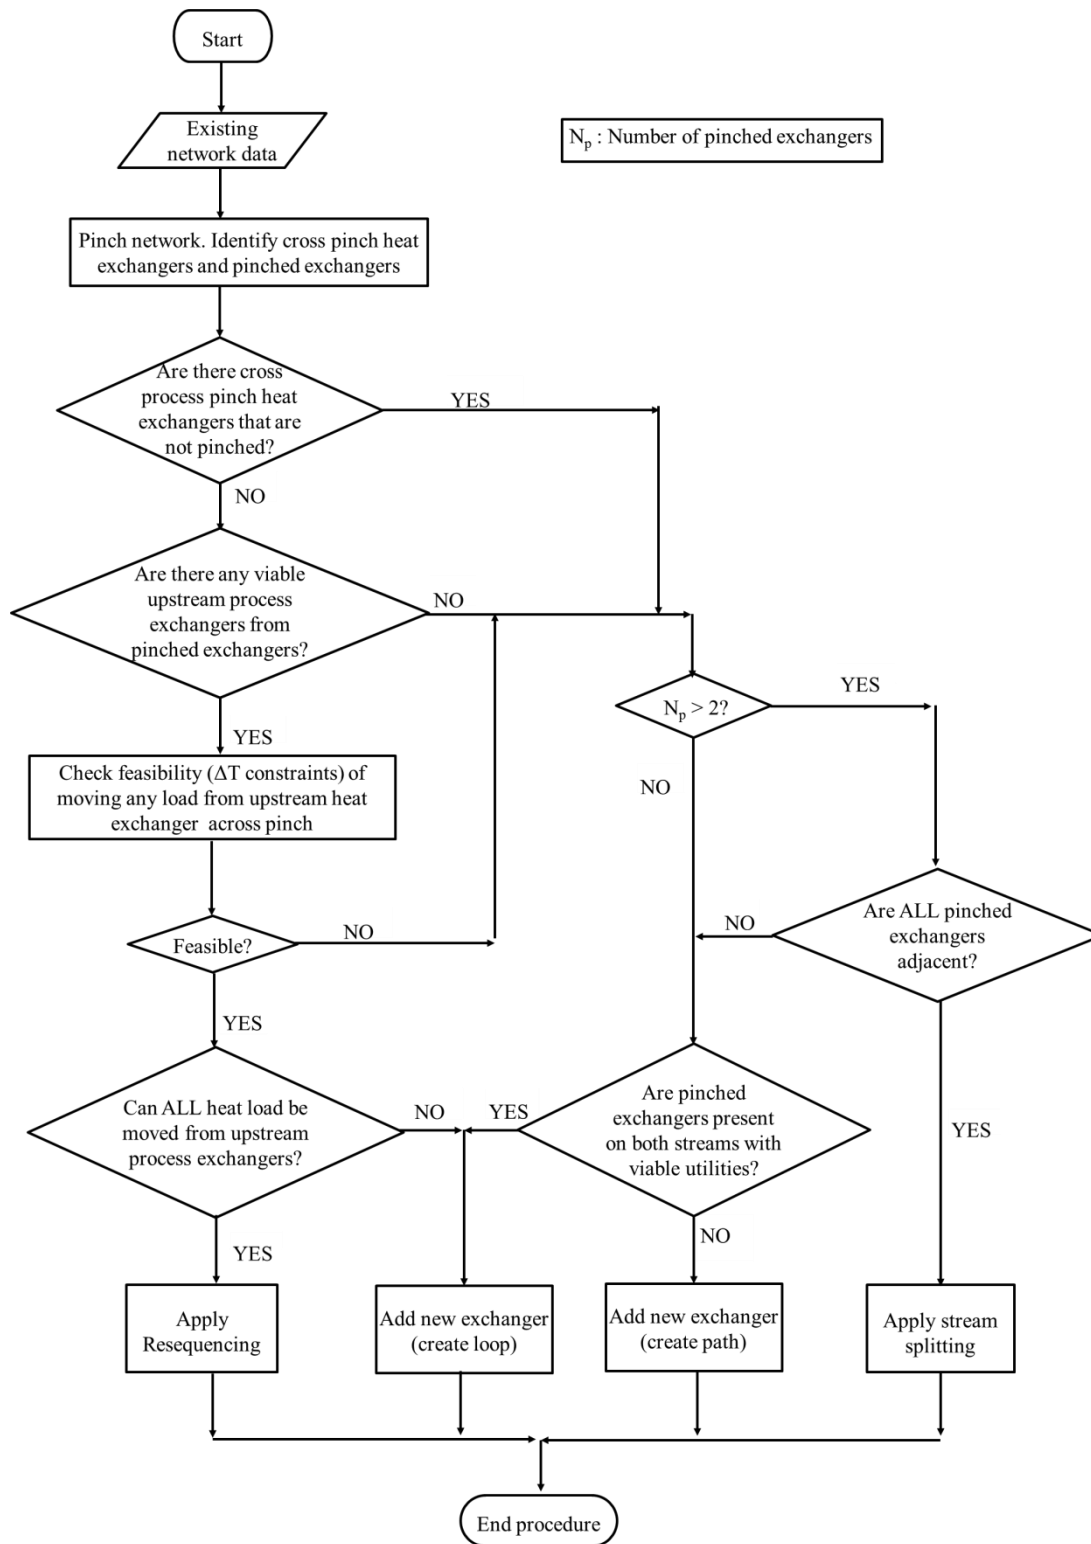 Start
Existing
network data
N_p : Number of pinched exchangers
Pinch network. Identify cross pinch heat
exchangers and pinched exchangers
Are there cross
process pinch heat
exchangers that are
not pinched?
YES
NO
Are there any viable
upstream process
exchangers from
pinched exchangers?
NO
YES
N_p > 2?
YES
NO
Check feasibility (ΔT constraints) of
moving any load from upstream heat
exchanger across pinch
Feasible?
NO
YES
Are ALL pinched
exchangers
adjacent?
NO
YES
Can ALL heat load be
moved from upstream
process exchangers?
NO
YES
Are pinched
exchangers present
on both streams with
viable utilities?
YES
NO
Apply
Resequencing
Add new exchanger
(create loop)
Add new exchanger
(create path)
Apply stream
splitting
End procedure